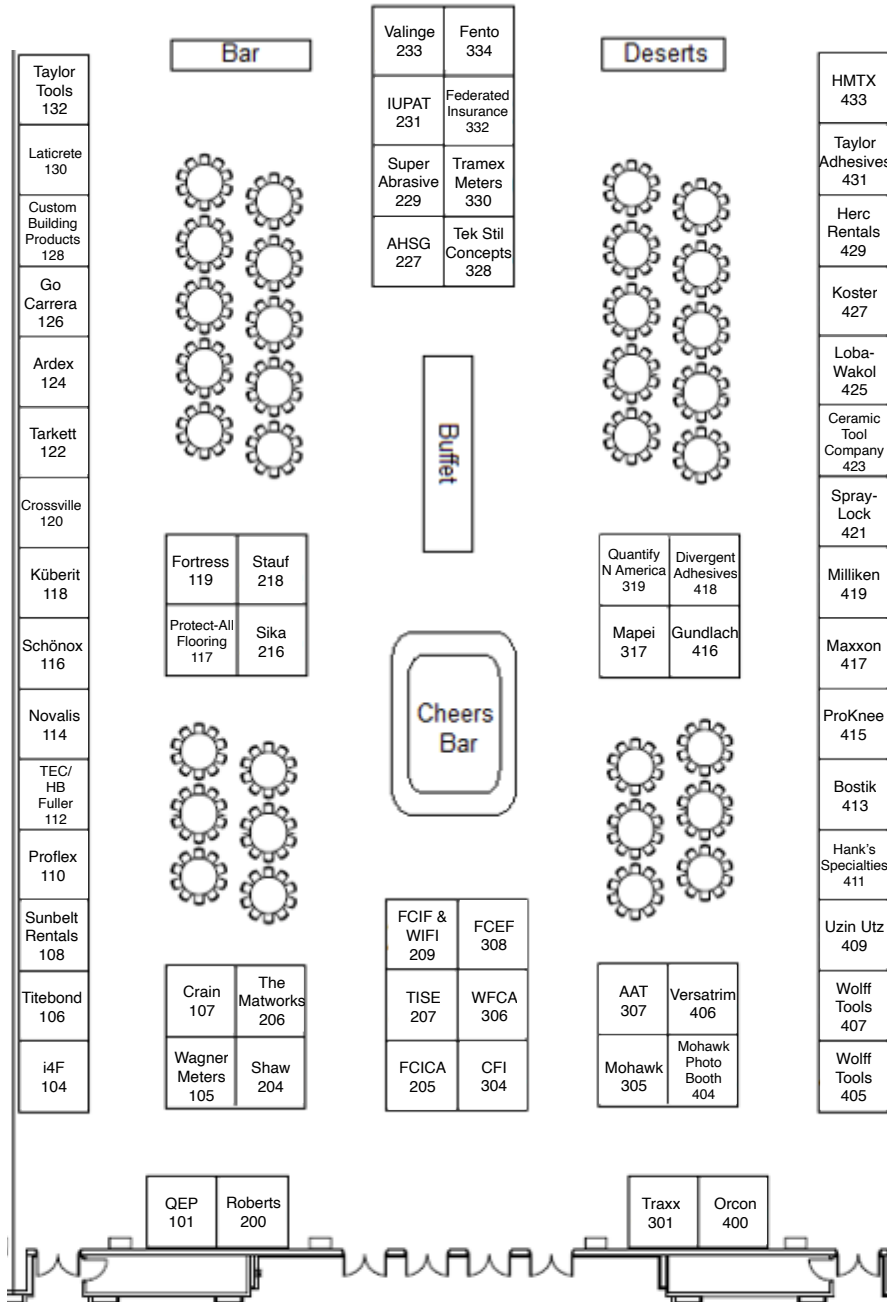 Bar
Deserts
Valinge
233
Fento
334
IUPAT
231
Federated
Insurance
332
Super
Abrasive
229
Tramex
Meters
330
AHSG
227
Tek Stil
Concepts
328
Taylor
Tools
132
Laticrete
130
Custom
Building
Products
128
Go
Carrera
126
Ardex
124
Tarkett
122
Crossville
120
Küberit
118
Schönox
116
Novalis
114
TEC/
HB
Fuller
112
Proflex
110
Sunbelt
Rentals
108
Titebond
106
i4F
104
Buffet
Fortress
119
Stauf
218
Protect-All
Flooring
117
Sika
216
Quantify
N America
319
Divergent
Adhesives
418
Mapei
317
Gundlach
416
Cheers
Bar
Crain
107
The
Matworks
206
Wagner
Meters
105
Shaw
204
FCIF &
WIFI
209
FCEF
308
TISE
207
WFCA
306
FCICA
205
CFI
304
AAT
307
Versatrim
406
Mohawk
305
Mohawk
Photo
Booth
404
HMTX
433
Taylor
Adhesives
431
Herc
Rentals
429
Koster
427
Loba-
Wakol
425
Ceramic
Tool
Company
423
Spray-
Lock
421
Milliken
419
Maxxon
417
ProKnee
415
Bostik
413
Hank's
Specialties
411
Uzin Utz
409
Wolff
Tools
407
Wolff
Tools
405
QEP
101
Roberts
200
Traxx
301
Orcon
400